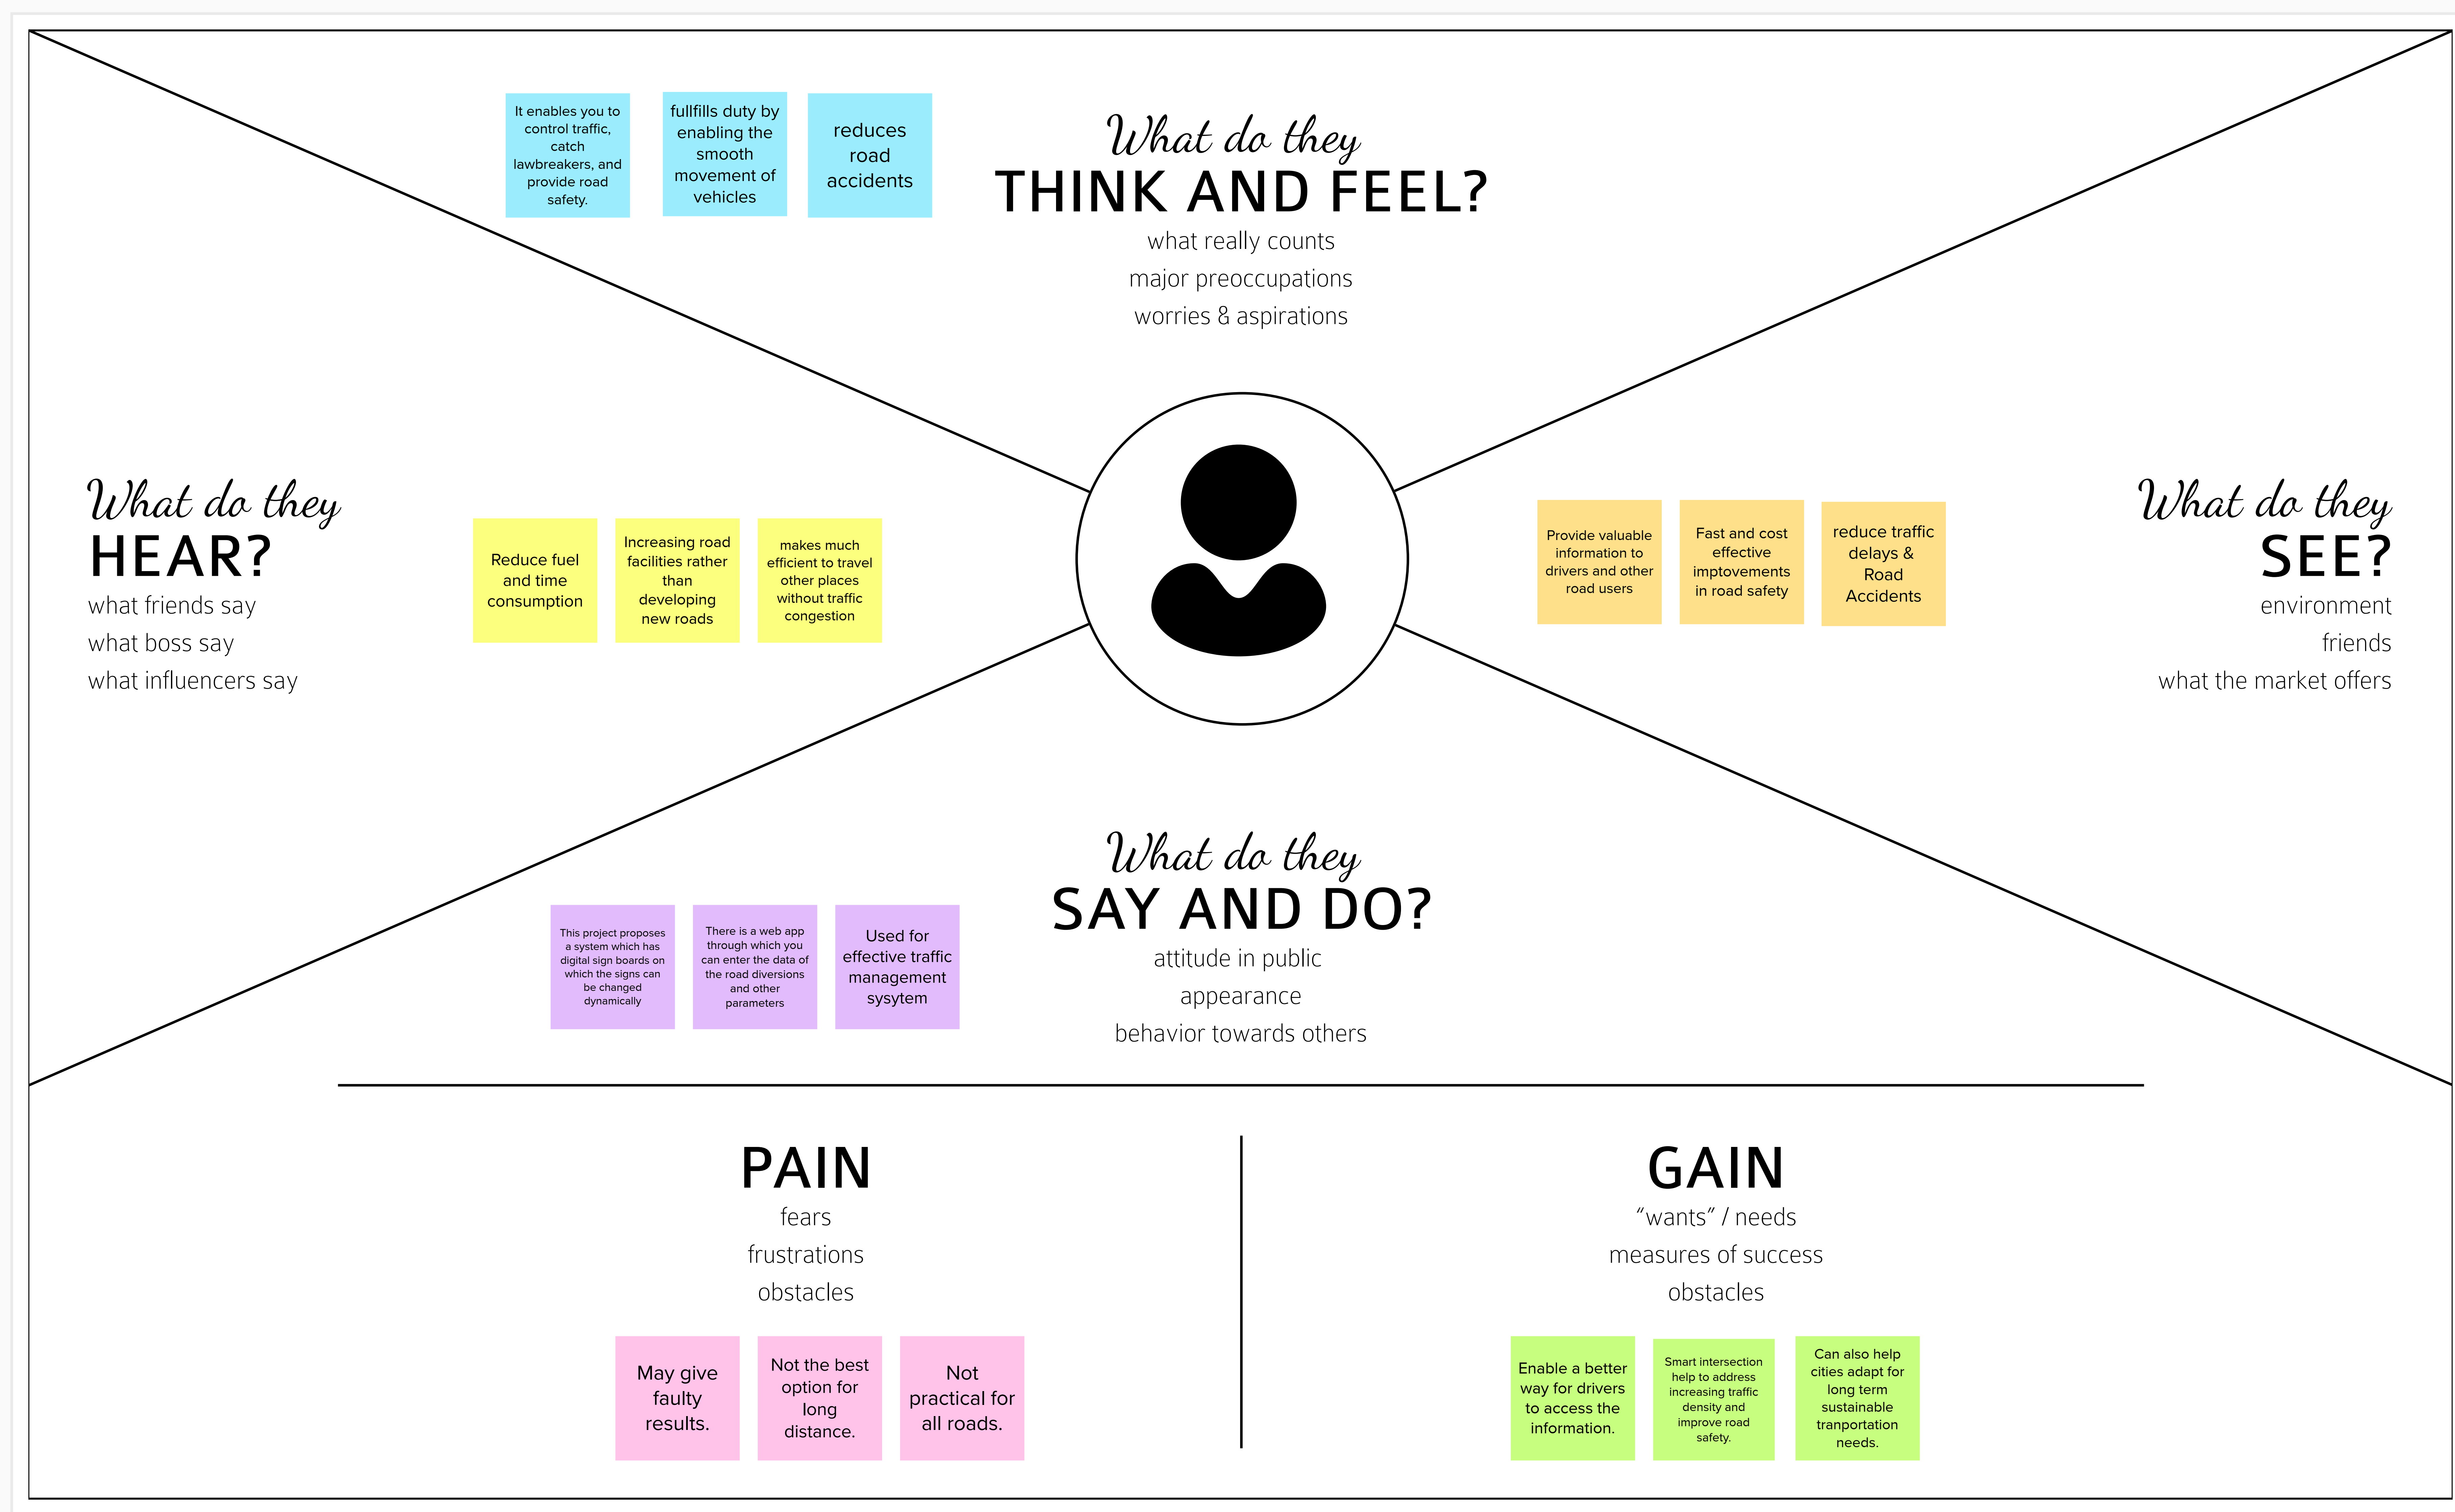 It enables you to
control traffic,
catch
lawbreakers, and
provide road
safety.
fullfills duty by
enabling the
smooth
movement of
vehicles
reduces
road
accidents
What do they
THINK AND FEEL?
what really counts
major preoccupations
worries & aspirations
What do they
HEAR?
what friends say
what boss say
what influencers say
Reduce fuel
and time
consumption
Increasing road
facilities rather
than
developing
new roads
makes much
efficient to travel
other places
without traffic
congestion
Provide valuable
information to
drivers and other
road users
Fast and cost
effective
imptovements
in road safety
reduce traffic
delays &
Road
Accidents
What do they
SEE?
environment
friends
what the market offers
What do they
SAY AND DO?
attitude in public
appearance
behavior towards others
This project proposes
a system which has
digital sign boards on
which the signs can
be changed
dynamically
There is a web app
through which you
can enter the data of
the road diversions
and other
parameters
Used for
effective traffic
management
sysytem
PAIN
fears
frustrations
obstacles
May give
faulty
results.
Not the best
option for
long
distance.
Not
practical for
all roads.
GAIN
“wants” / needs
measures of success
obstacles
Enable a better
way for drivers
to access the
information.
Smart intersection
help to address
increasing traffic
density and
improve road
safety.
Can also help
cities adapt for
long term
sustainable
tranportation
needs.